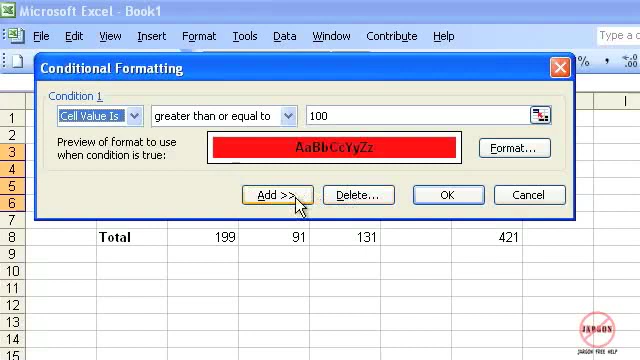 Microsoft Excel - Book1
File Edit View Insert Format Tools Data Window Contribute Help Type a
Conditional Formatting
%
Condition 1
Cell Value Is greater than or equal to 100
Preview of format to use
when condition is true:
AaBbCcYyZz
Format...
Add >> Delete... OK Cancel
I
1
2
3
4
5
6
7
8 Total 199 91 131 421
9
10
11
12
13
14
JARGON
JARGON FREE HELP